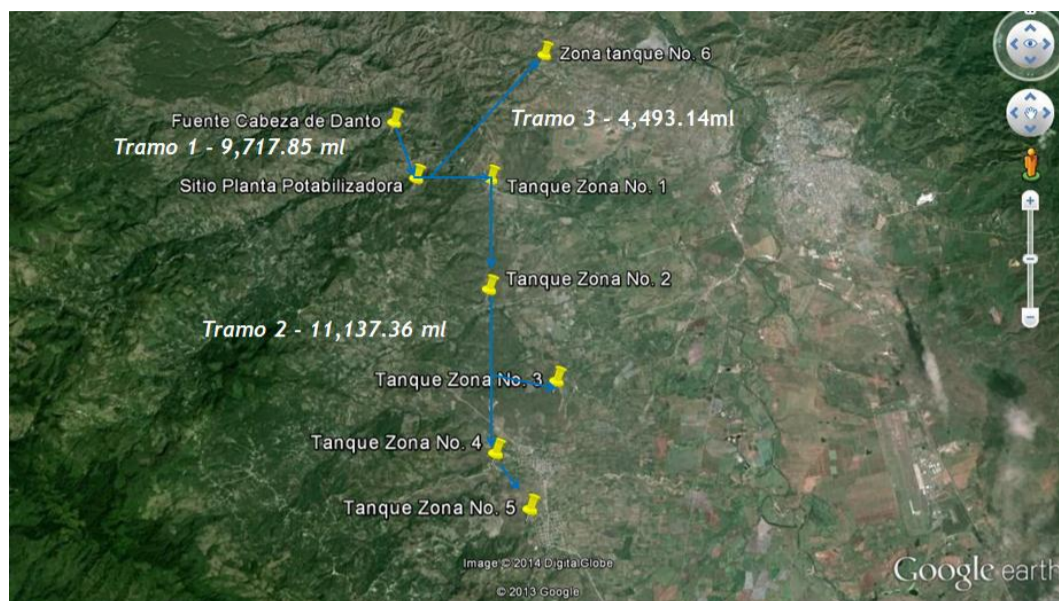 Zona tanque No. 6
Fuente Cabeza de Danto
Tramo 3 - 4,493.14ml
Tramo 1 - 9,717.85 ml
Sitio Planta Potabilizadora
Tanque Zona No. 1
Tanque Zona No. 2
Tramo 2 - 11,137.36 ml
Tanque Zona No. 3
Tanque Zona No. 4
Tanque Zona No. 5
Image © 2014 DigitalGlobe
© 2013 Google
Google earth